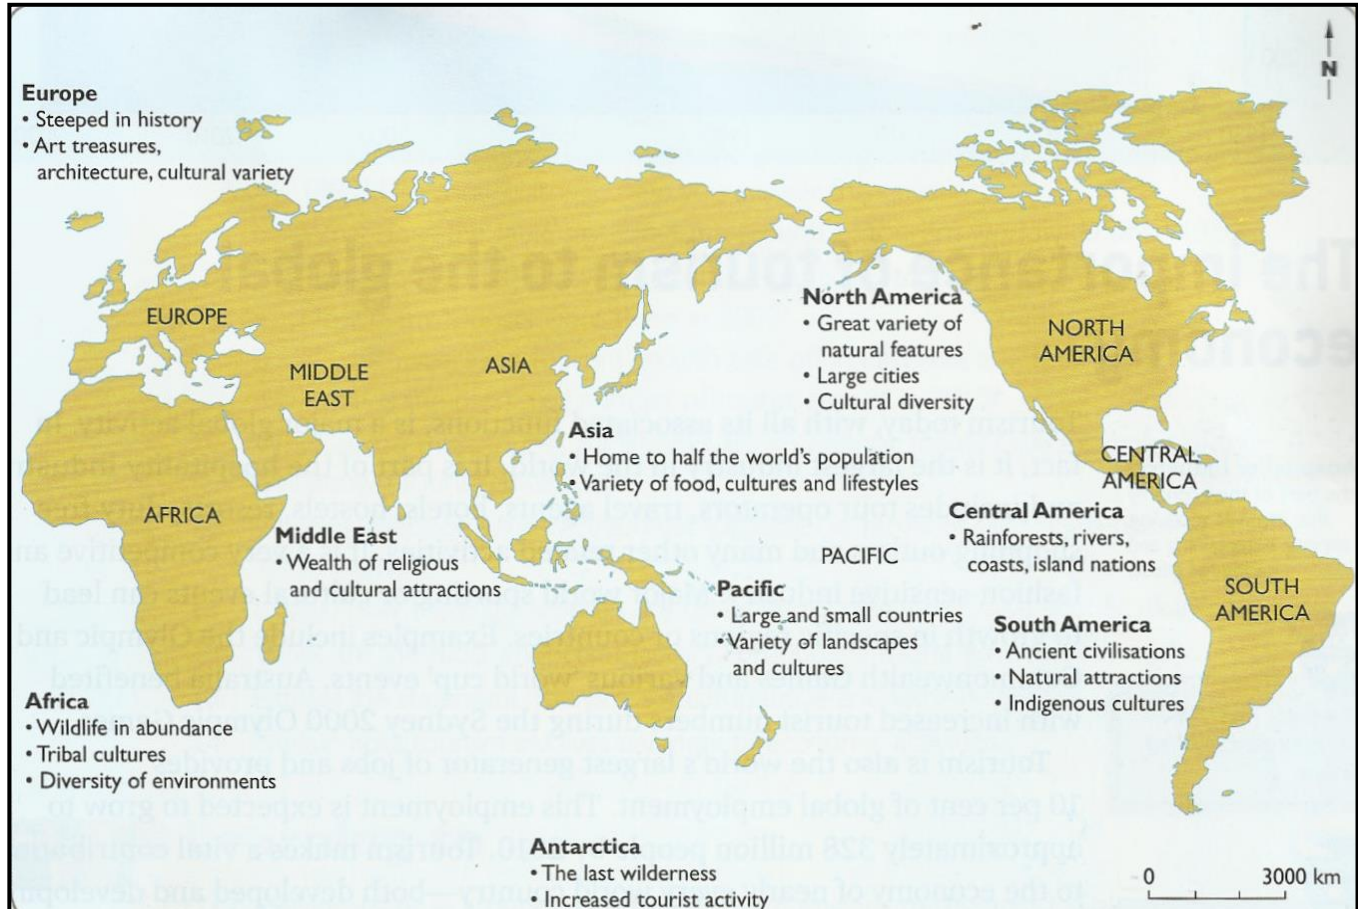 N
Europe
• Steeped in history
• Art treasures,
architecture, cultural variety
EUROPE
MIDDLE
EAST
ASIA
North America
• Great variety of
natural features
• Large cities
• Cultural diversity
NORTH
AMERICA
Asia
• Home to half the world's population
• Variety of food, cultures and lifestyles
CENTRAL
AMERICA
AFRICA
Middle East
• Wealth of religious
and cultural attractions
PACIFIC
Central America
• Rainforests, rivers,
coasts, island nations
Pacific
• Large and small countries
• Variety of landscapes
and cultures
SOUTH
AMERICA
South America
• Ancient civilisations
• Natural attractions
• Indigenous cultures
Africa
• Wildlife in abundance
• Tribal cultures
• Diversity of environments
Antarctica
• The last wilderness
• Increased tourist activity
0 3000 km